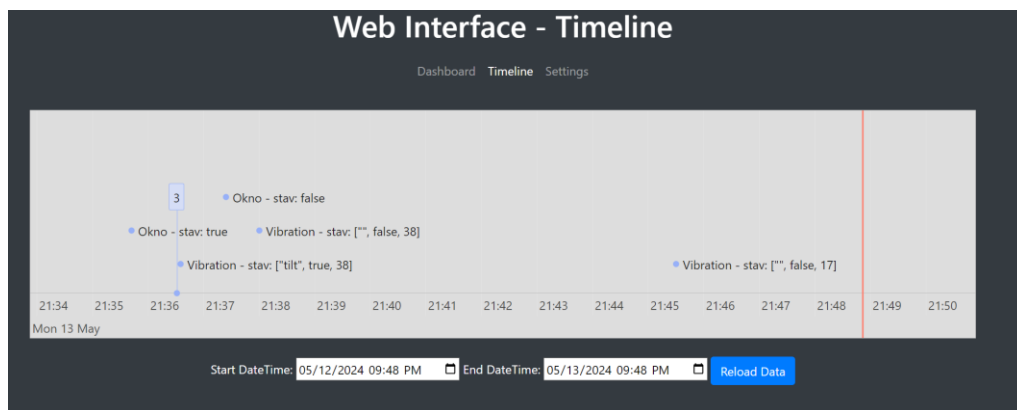 Web Interface - Timeline
Dashboard Timeline Settings
3
Okno - stav: false
Okno - stav: true
Vibration - stav: ["", false, 38]
Vibration - stav: ["tilt", true, 38]
Vibration - stav: ["", false, 17]
21:34 21:35 21:36 21:37 21:38 21:39 21:40 21:41 21:42 21:43 21:44 21:45 21:46 21:47 21:48 21:49 21:50
Mon 13 May
Start DateTime: 05/12/2024 09:48 PM End DateTime: 05/13/2024 09:48 PM Reload Data